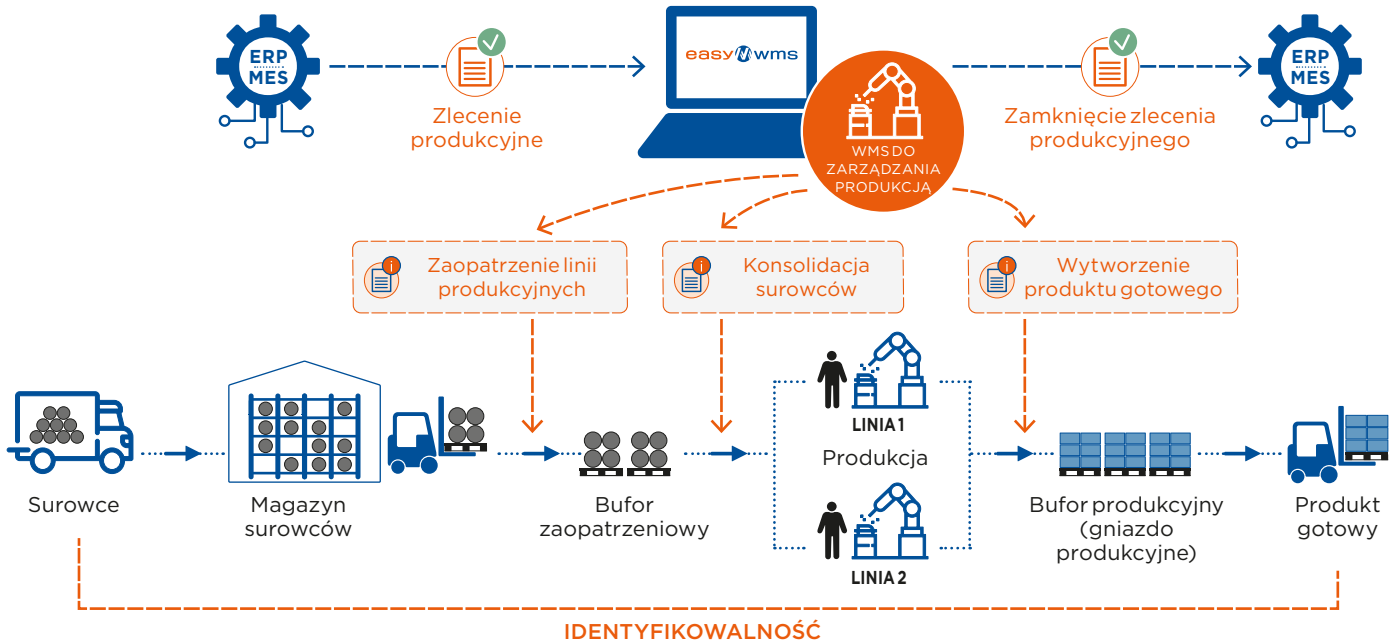 ERP
MES
Zlecenie
produkcyjne
easy wms
WMS DO
ZARZĄDZANIA
PRODUKCJĄ
Zamknięcie zlecenia
produkcyjnego
ERP
MES
Zaopatrzenie linii
produkcyjnych
Konsolidacja
surowców
Wytworzenie
produktu gotowego
Surowce
Magazyn
surowców
Bufor
zaopatrzeniowy
LINIA 1
Produkcja
LINIA 2
Bufor produkcyjny
(gniazdo
produkcyjne)
Produkt
gotowy
IDENTYFIKOWALNOŚĆ